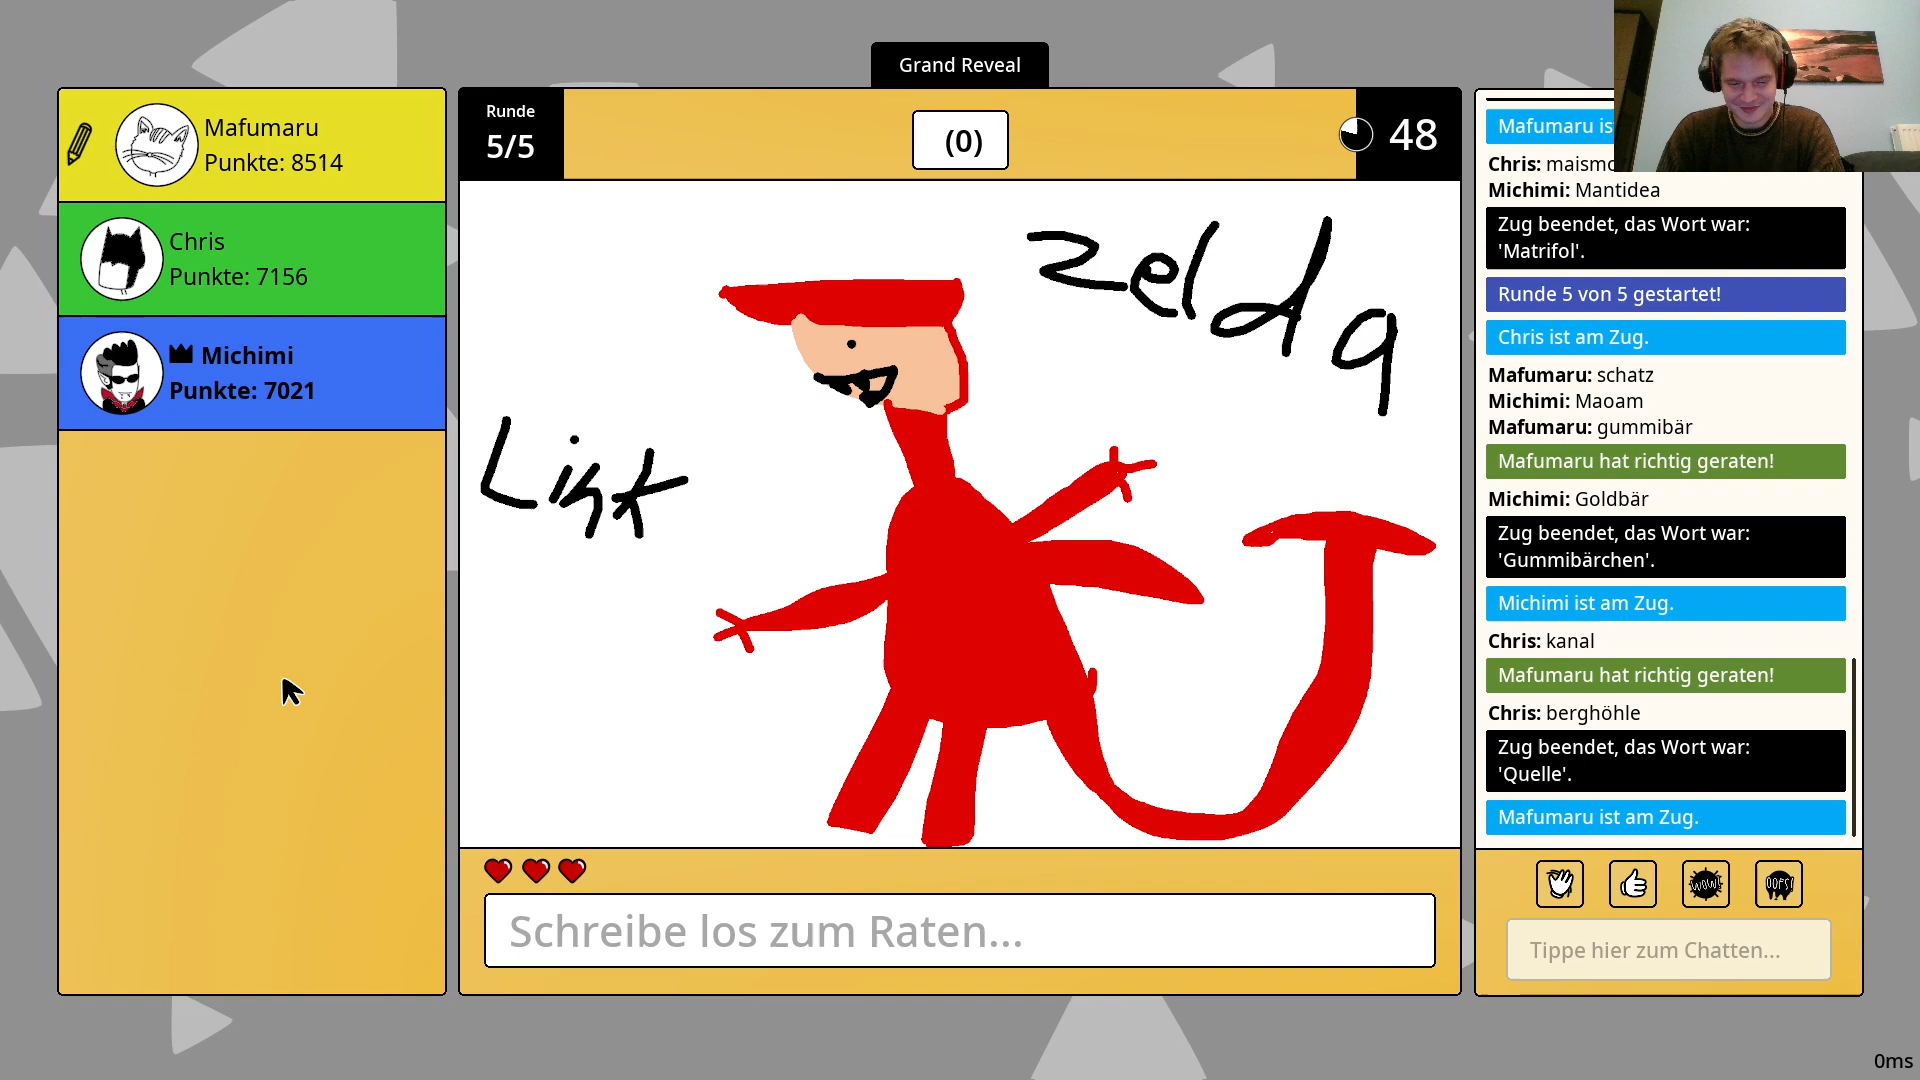 Grand Reveal
Mafumaru
Punkte: 8514
Chris
Punkte: 7156
Michimi
Punkte: 7021
Runde
5/5
(0)
48
Zelda
Link
Schreibe los zum Raten...
Mafumaru
Chris:
Michimi: Mantidea
Zug beendet, das Wort war:
'Matrifol'.
Runde 5 von 5 gestartet!
Chris ist am Zug.
Mafumaru: schatz
Michimi: Maoam
Mafumaru: gummibär
Mafumaru hat richtig geraten!
Michimi: Goldbär
Zug beendet, das Wort war:
'Gummibärchen'.
Michimi ist am Zug.
Chris: kanal
Mafumaru hat richtig geraten!
Chris: berghöhle
Zug beendet, das Wort war:
'Quelle'.
Mafumaru ist am Zug.
WOW!
OOPS!
Tippe hier zum Chatten...
0ms